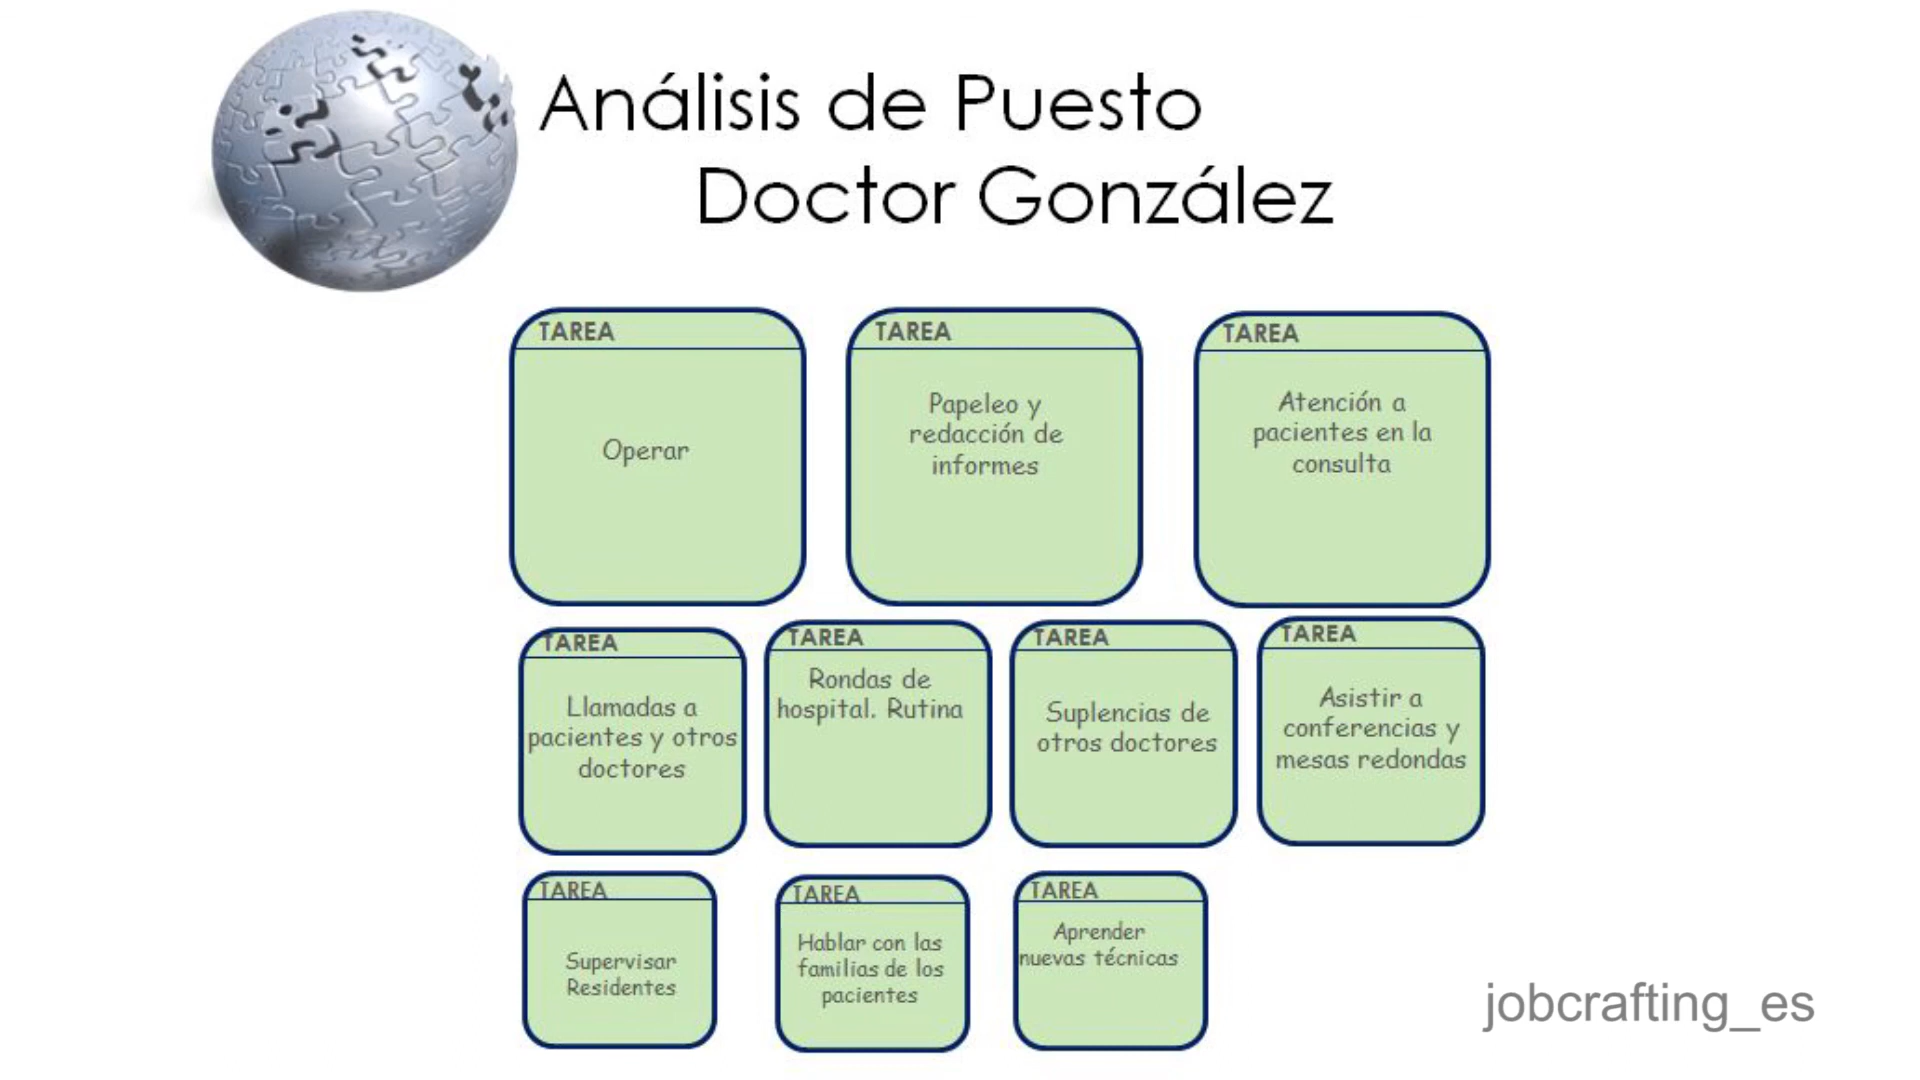 Análisis de Puesto
Doctor González
TAREA
Operar
TAREA
Papeleo y
redacción de
informes
TAREA
Atención a
pacientes en la
consulta
TAREA
Llamadas a
pacientes y otros
doctores
TAREA
Rondas de
hospital. Rutina
TAREA
Suplencias de
otros doctores
TAREA
Asistir a
conferencias y
mesas redondas
TAREA
Supervisar
Residentes
TAREA
Hablar con las
familias de los
pacientes
TAREA
Aprender
nuevas técnicas
jobcrafting_es